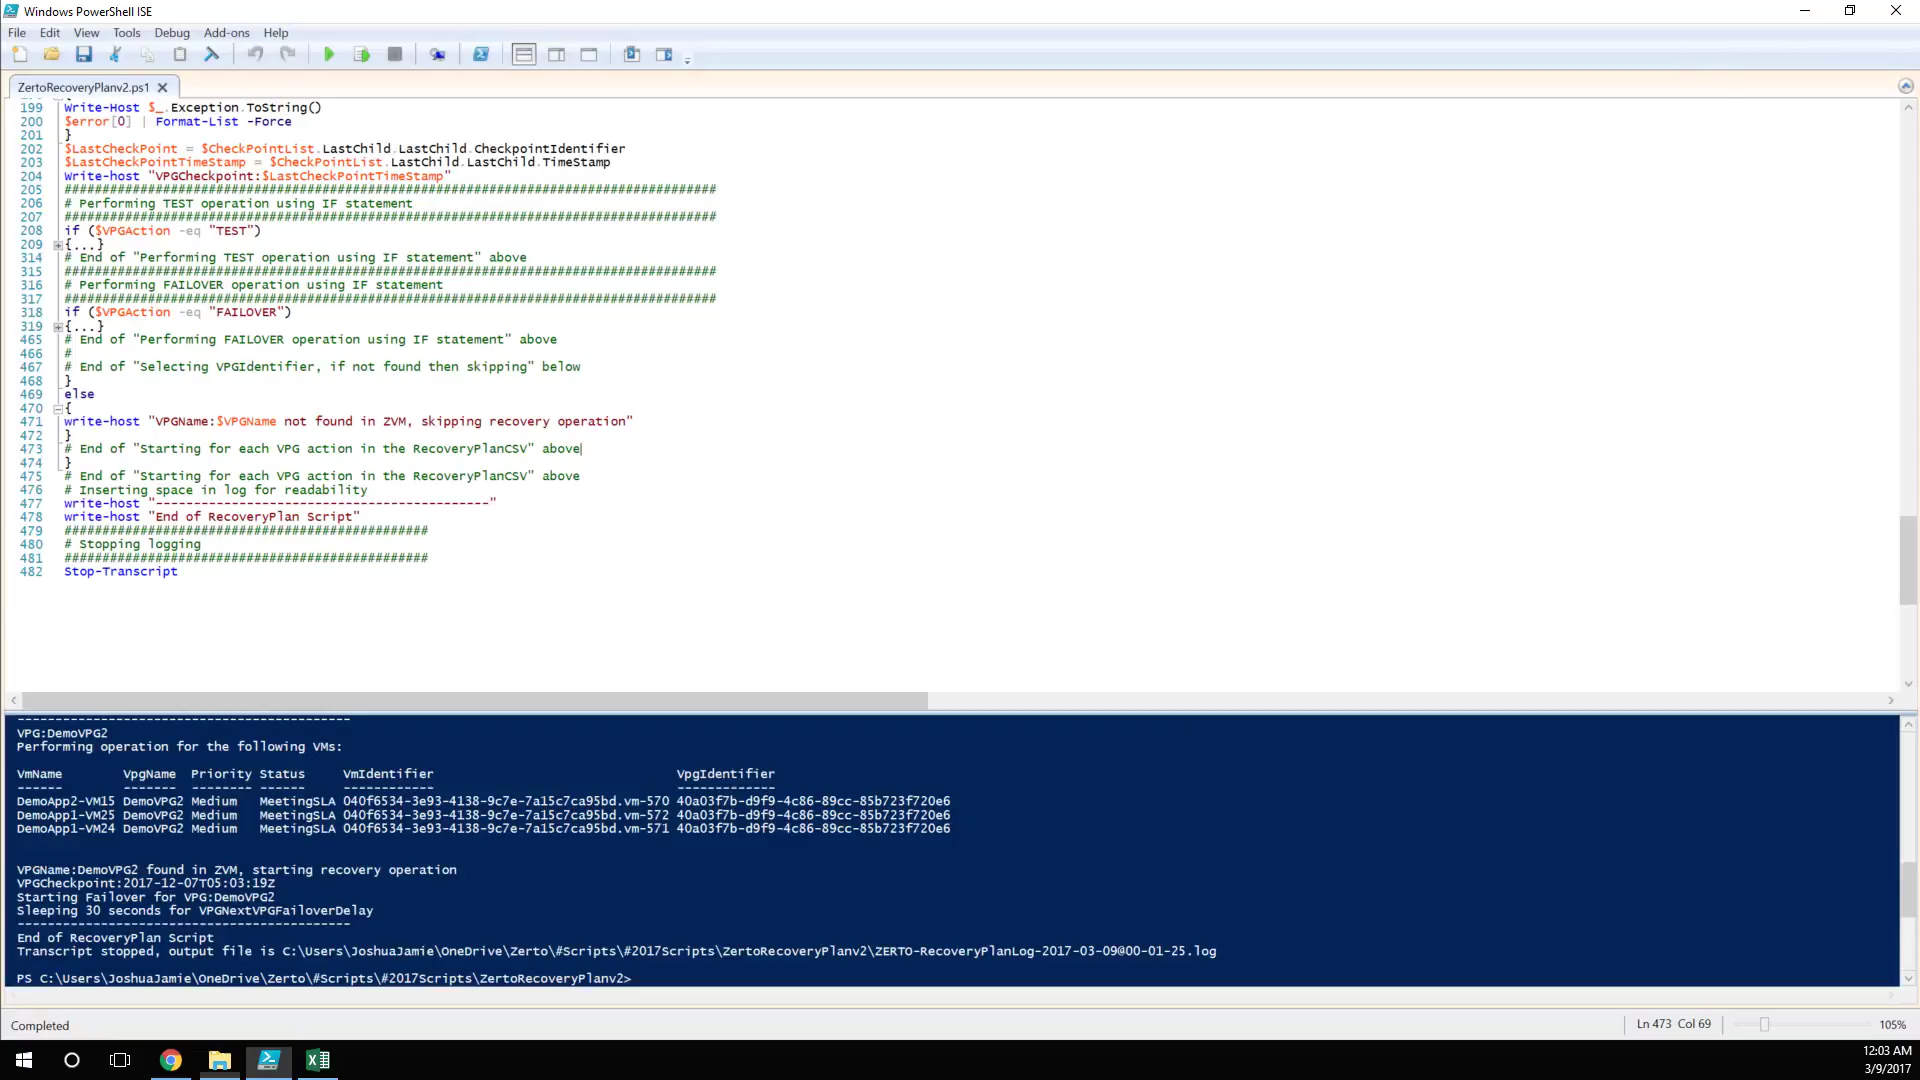 Windows PowerShell ISE
File Edit View Tools Debug Add-ons Help
ZertoRecoveryPlanv2.ps1
199 Write-Host $_.Exception.ToString()
200 $error[0] | Format-List -Force
201 }
202 $LastCheckPoint = $CheckPointList.LastChild.LastChild.CheckpointIdentifier
203 $LastCheckPointTimeStamp = $CheckPointList.LastChild.LastChild.TimeStamp
204 Write-host "VPGCheckpoint:$LastCheckPointTimeStamp"
205 ######################################################################################
206 # Performing TEST operation using IF statement
207 ######################################################################################
208 if ($VPGAction -eq "TEST")
209 {...}
314 # End of "Performing TEST operation using IF statement" above
315 ######################################################################################
316 # Performing FAILOVER operation using IF statement
317 ######################################################################################
318 if ($VPGAction -eq "FAILOVER")
319 {...}
465 # End of "Performing FAILOVER operation using IF statement" above
466 #
467 # End of "Selecting VPGIdentifier, if not found then skipping" below
468 }
469 else
470 {
471 write-host "VPGName:$VPGName not found in ZVM, skipping recovery operation"
472 }
473 # End of "Starting for each VPG action in the RecoveryPlanCSV" above
474 }
475 # End of "Starting for each VPG action in the RecoveryPlanCSV" above
476 # Inserting space in log for readability
477 write-host "--------------------------------------------"
478 write-host "End of RecoveryPlan Script"
479 ################################################
480 # Stopping logging
481 ################################################
482 Stop-Transcript
--------------------------------------------
VPG:DemoVPG2
Performing operation for the following VMs:
VmName VpgName Priority Status VmIdentifier VpgIdentifier
------ ------- -------- ------ ------------ -------------
DemoApp2-VM15 DemoVPG2 Medium MeetingSLA 040f6534-3e93-4138-9c7e-7a15c7ca95bd.vm-570 40a03f7b-d9f9-4c86-89cc-85b723f720e6
DemoApp1-VM25 DemoVPG2 Medium MeetingSLA 040f6534-3e93-4138-9c7e-7a15c7ca95bd.vm-572 40a03f7b-d9f9-4c86-89cc-85b723f720e6
DemoApp1-VM24 DemoVPG2 Medium MeetingSLA 040f6534-3e93-4138-9c7e-7a15c7ca95bd.vm-571 40a03f7b-d9f9-4c86-89cc-85b723f720e6
VPGName:DemoVPG2 found in ZVM, starting recovery operation
VPGCheckpoint:2017-12-07T05:03:19Z
Starting Failover for VPG:DemoVPG2
Sleeping 30 seconds for VPGNextVPGFailoverDelay
--------------------------------------------
End of RecoveryPlan Script
Transcript stopped, output file is C:\Users\JoshuaJamie\OneDrive\Zerto\#Scripts\#2017Scripts\ZertoRecoveryPlanv2\ZERTO-RecoveryPlanLog-2017-03-09@00-01-25.log
PS C:\Users\JoshuaJamie\OneDrive\Zerto\#Scripts\#2017Scripts\ZertoRecoveryPlanv2>
Completed
Ln 473 Col 69
105%
12:03 AM
3/9/2017